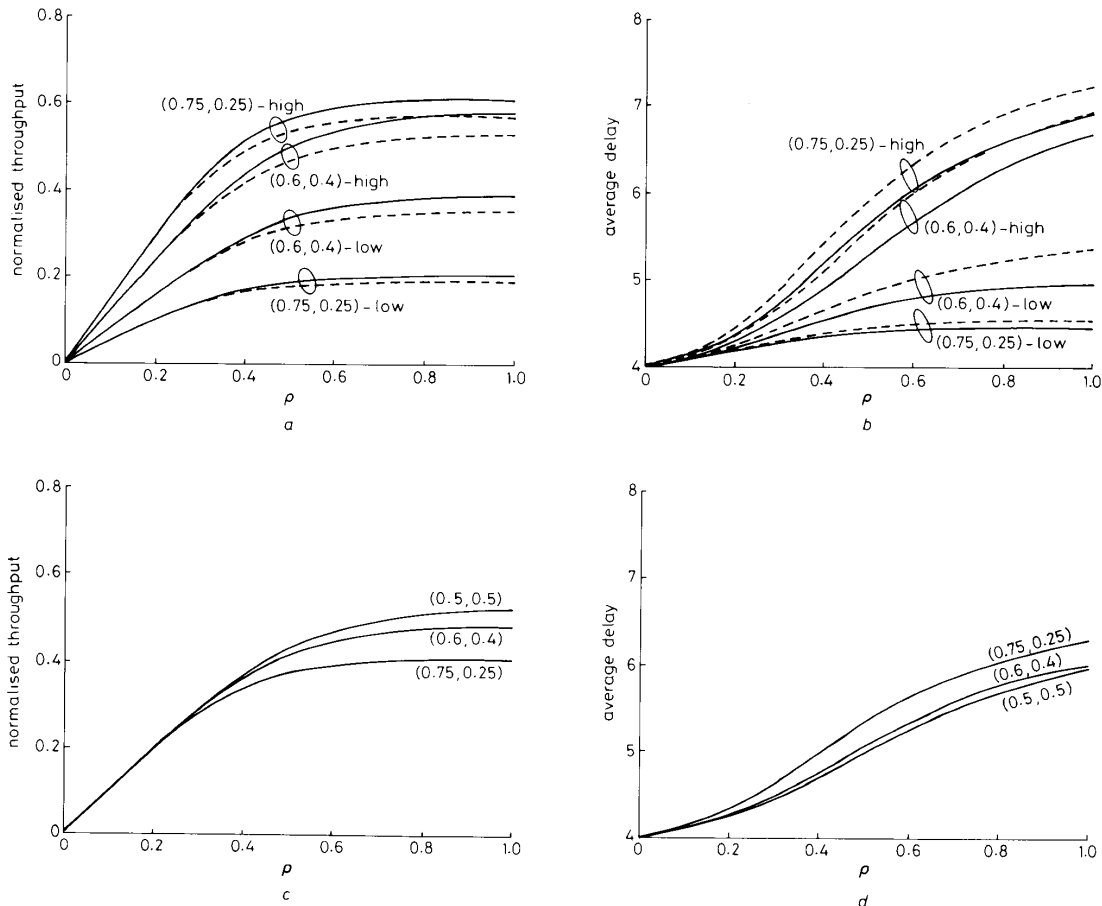 0.8
0.6
0.4
0.2
0
normalised throughput
(0.75,0.25)-high
(0.6,0.4)-high
(0.6,0.4)-low
(0.75,0.25)-low
0 0.2 0.4 0.6 0.8 1.0
ρ
a
8
7
6
5
4
average delay
(0.75,0.25)-high
(0.6,0.4)-high
(0.6,0.4)-low
(0.75,0.25)-low
0 0.2 0.4 0.6 0.8 1.0
ρ
b
0.8
0.6
0.4
0.2
0
normalised throughput
(0.5,0.5)
(0.6,0.4)
(0.75,0.25)
0 0.2 0.4 0.6 0.8 1.0
ρ
c
8
7
6
5
4
average delay
(0.75,0.25)
(0.6,0.4)
(0.5,0.5)
0 0.2 0.4 0.6 0.8 1.0
ρ
d